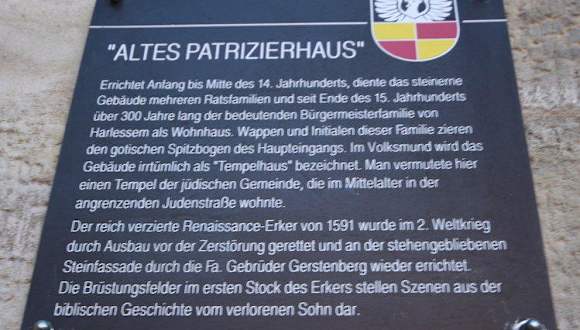 "ALTES PATRIZIERHAUS"
Errichtet Anfang bis Mitte des 14. Jahrhunderts, diente das steinerne
Gebäude mehreren Ratsfamilien und seit Ende des 15. Jahrhunderts
über 300 Jahre lang der bedeutenden Bürgermeisterfamilie von
Harlessem als Wohnhaus. Wappen und Initialen dieser Familie zieren
den gotischen Spitzbogen des Haupteingangs. Im Volksmund wird das
Gebäude irrtümlich als "Tempelhaus" bezeichnet. Man vermutete hier
einen Tempel der jüdischen Gemeinde, die im Mittelalter in der
angrenzenden Judenstraße wohnte.
Der reich verzierte Renaissance-Erker von 1591 wurde im 2. Weltkrieg
durch Ausbau vor der Zerstörung gerettet und an der stehengebliebenen
Steinfassade durch die Fa. Gebrüder Gerstenberg wieder errichtet.
Die Brüstungsfelder im ersten Stock des Erkers stellen Szenen aus der
biblischen Geschichte vom verlorenen Sohn dar.